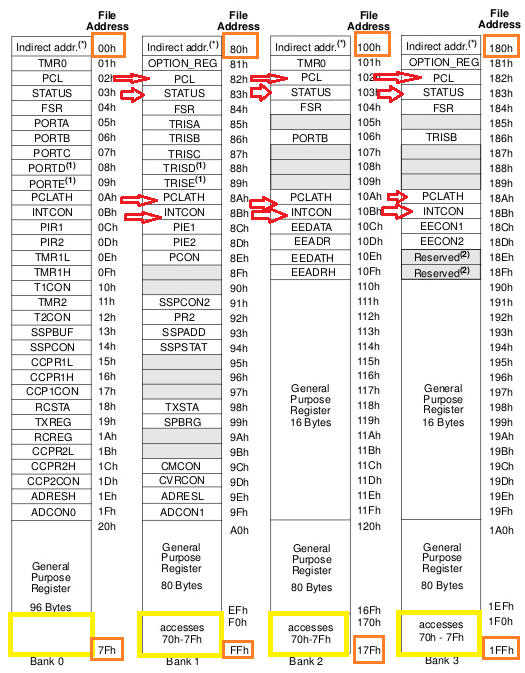 File Address File Address File Address File Address
Indirect addr.(*) 00h Indirect addr.(*) 80h Indirect addr.(*) 100h Indirect addr.(*) 180h
TMR0 01h OPTION_REG 81h TMR0 101h OPTION_REG 181h
PCL 02h PCL 82h PCL 102h PCL 182h
STATUS 03h STATUS 83h STATUS 103h STATUS 183h
FSR 04h FSR 84h FSR 104h FSR 184h
PORTA 05h TRISA 85h 105h 185h
PORTB 06h TRISB 86h PORTB 106h TRISB 186h
PORTC 07h TRISC 87h 107h 187h
PORTD(1) 08h TRISD(1) 88h 108h 188h
PORTE(1) 09h TRISE(1) 89h 109h 189h
PCLATH 0Ah PCLATH 8Ah PCLATH 10Ah PCLATH 18Ah
INTCON 0Bh INTCON 8Bh INTCON 10Bh INTCON 18Bh
PIR1 0Ch PIE1 8Ch EEDATA 10Ch EECON1 18Ch
PIR2 0Dh PIE2 8Dh EEADR 10Dh EECON2 18Dh
TMR1L 0Eh PCON 8Eh EEDATH 10Eh Reserved(2) 18Eh
TMR1H 0Fh 8Fh EEADRH 10Fh Reserved(2) 18Fh
T1CON 10h 90h 110h 190h
TMR2 11h SSPCON2 91h 111h 191h
T2CON 12h PR2 92h 112h 192h
SSPBUF 13h SSPADD 93h 113h 193h
SSPCON 14h SSPSTAT 94h 114h 194h
CCPR1L 15h 95h 115h 195h
CCPR1H 16h 96h 116h 196h
CCP1CON 17h 97h General 117h General 197h
RCSTA 18h TXSTA 98h Purpose 118h Purpose 198h
Register Register
TXREG 19h SPBRG 99h 16 Bytes 119h 16 Bytes 199h
RCREG 1Ah 9Ah 11Ah 19Ah
CCPR2L 1Bh 9Bh 11Bh 19Bh
CCPR2H 1Ch CMCON 9Ch 11Ch 19Ch
CCP2CON 1Dh CVRCON 9Dh 11Dh 19Dh
ADRESH 1Eh ADRESL 9Eh 11Eh 19Eh
ADCON0 1Fh ADCON1 9Fh 11Fh 19Fh
20h A0h 120h 1A0h
General General General General
Purpose Purpose Purpose Purpose
Register Register Register Register
80 Bytes 80 Bytes 80 Bytes
96 Bytes EFh 16Fh 1EFh
F0h 170h 1F0h
accesses accesses accesses
70h-7Fh 70h-7Fh 70h - 7Fh
7Fh FFh 17Fh 1FFh
Bank 0 Bank 1 Bank 2 Bank 3